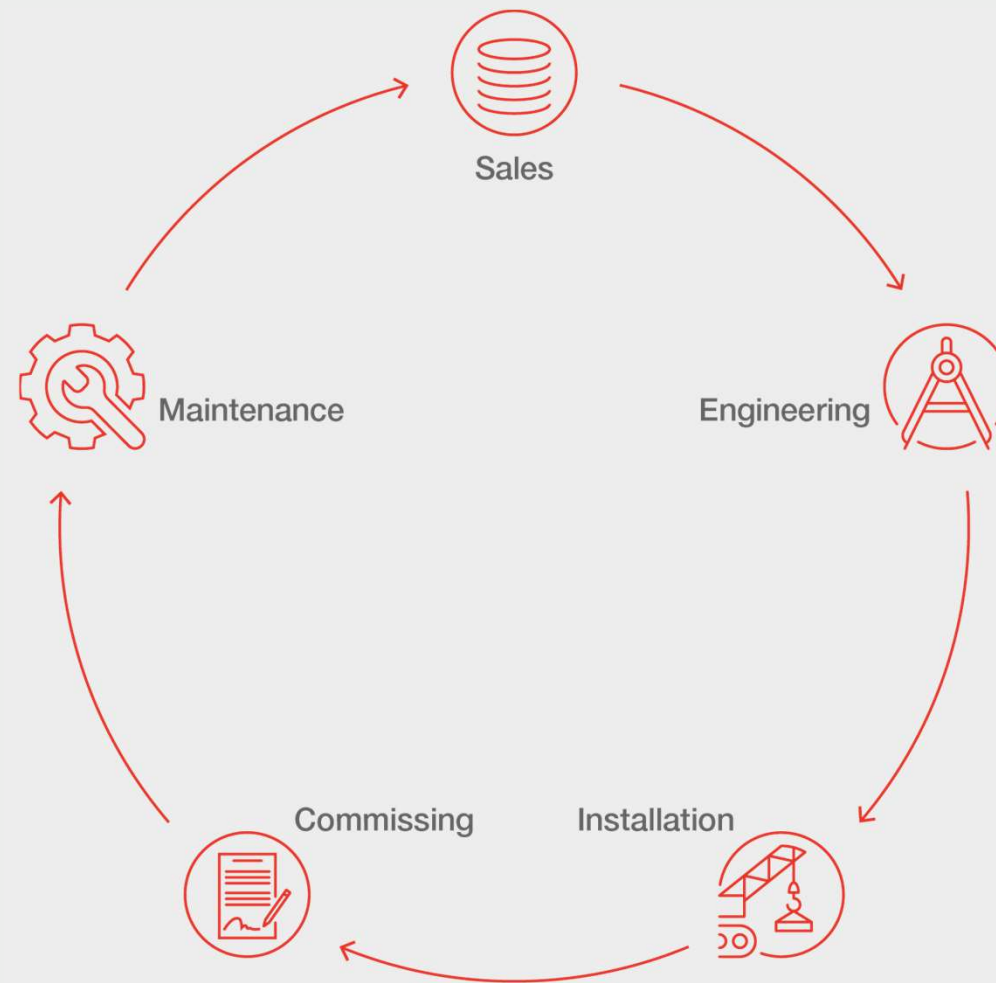 Sales
Maintenance
Engineering
Commissing
Installation